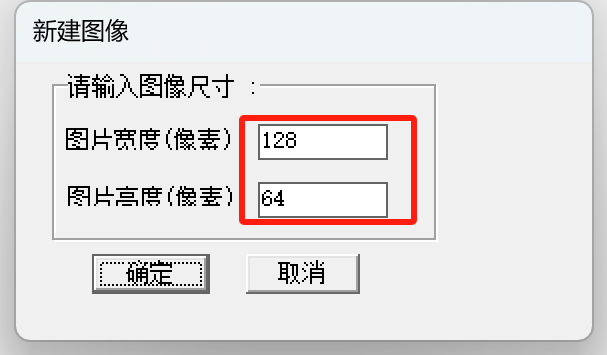 新建图像
请输入图像尺寸 :
图片宽度(像素) 128
图片高度(像素) 64
确定 取消